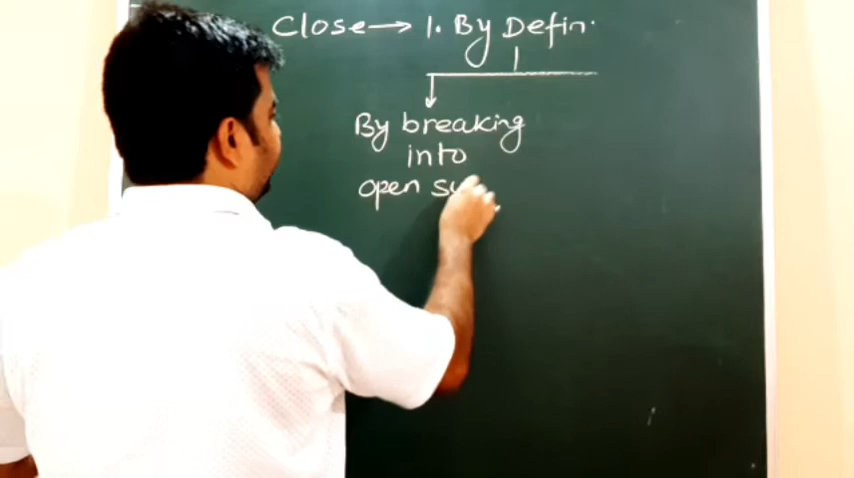 Close → 1. By Defin.
By breaking
into
open